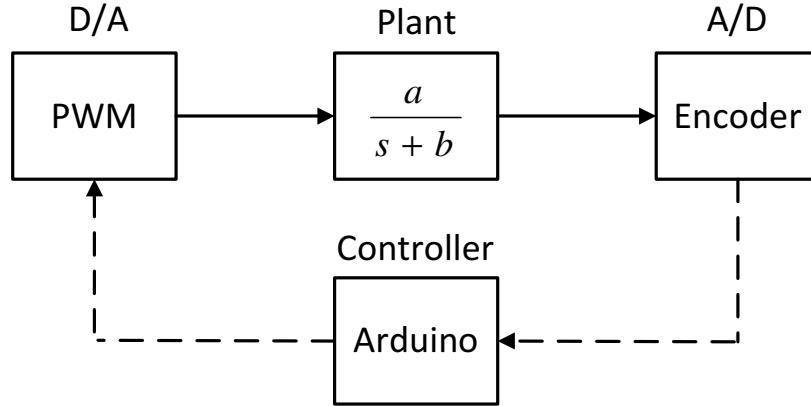 D/A
Plant
A/D
PWM
a
s + b
Encoder
Controller
Arduino